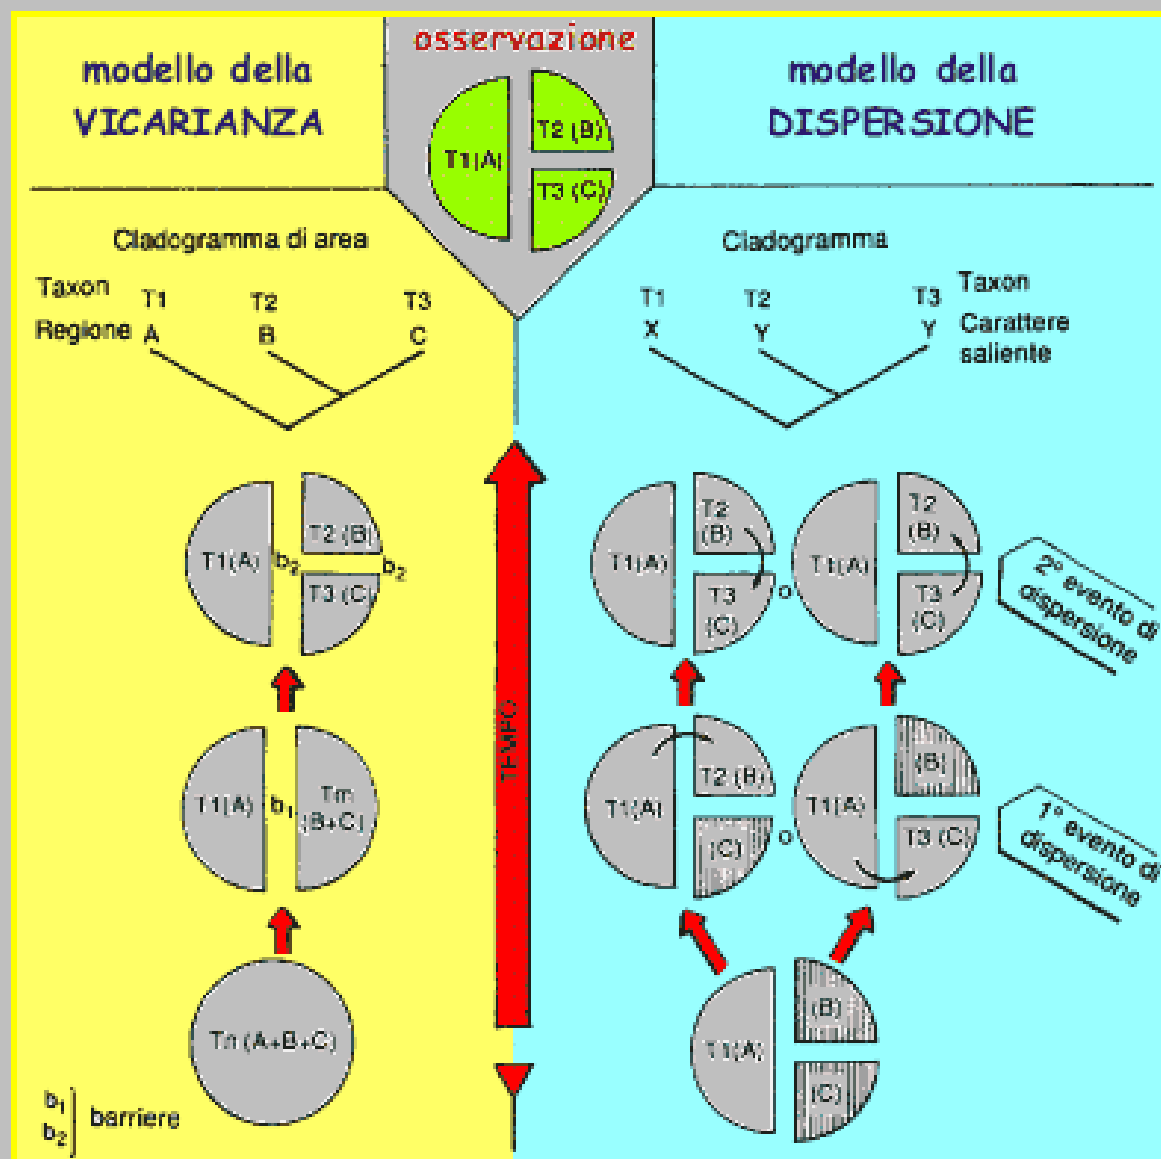 osservazione
T1(A)
T2 (B)
T3 (C)
modello della
VICARIANZA
Cladogramma di area
Taxon T1 T2 T3
Regione A B C
T1(A) b2 T2 (B) b2
T3 (C)
T1(A) b1 Tm
(B+C)
Tn (A+B+C)
b1
b2
barriere
TEMPO
modello della
DISPERSIONE
Cladogramma
T1 T2 T3 Taxon
X Y Y Carattere
saliente
T1(A) T2
(B)
T3
(C)
o
T1(A) T2
(B)
T3
(C)
2° evento di
dispersione
T1(A) T2 (B)
(C)
o
T1(A) (B)
T3 (C)
1° evento di
dispersione
T1(A) (B)
(C)